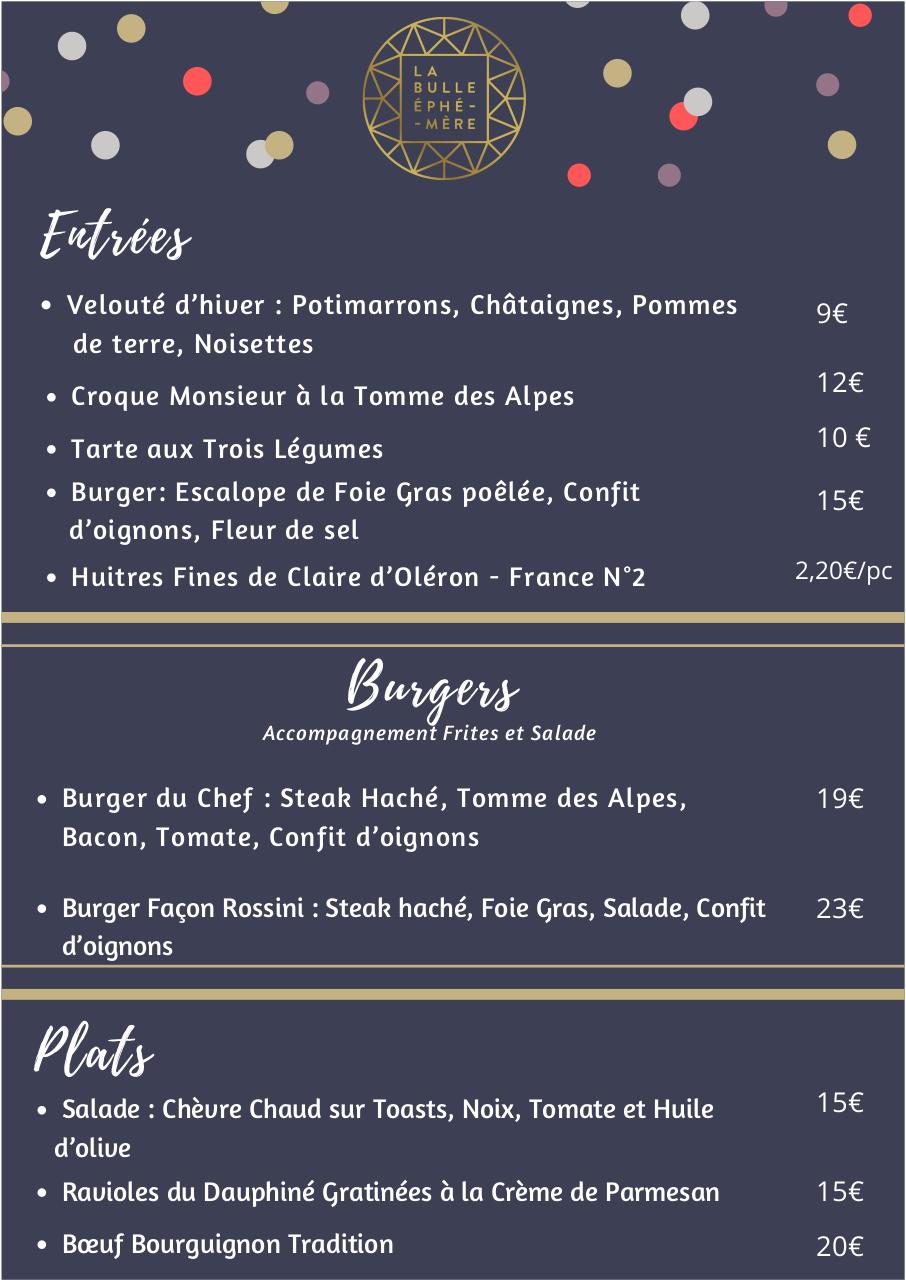 LA
BULLE
ÉPHÉ-
-MÈRE
Entrées
• Velouté d’hiver : Potimarrons, Châtaignes, Pommes 9€
de terre, Noisettes
• Croque Monsieur à la Tomme des Alpes 12€
• Tarte aux Trois Légumes 10 €
• Burger: Escalope de Foie Gras poêlée, Confit 15€
d’oignons, Fleur de sel
• Huitres Fines de Claire d’Oléron - France N°2 2,20€/pc
Burgers
Accompagnement Frites et Salade
• Burger du Chef : Steak Haché, Tomme des Alpes, 19€
Bacon, Tomate, Confit d’oignons
• Burger Façon Rossini : Steak haché, Foie Gras, Salade, Confit 23€
d’oignons
Plats
• Salade : Chèvre Chaud sur Toasts, Noix, Tomate et Huile 15€
d’olive
• Ravioles du Dauphiné Gratinées à la Crème de Parmesan 15€
• Bœuf Bourguignon Tradition 20€